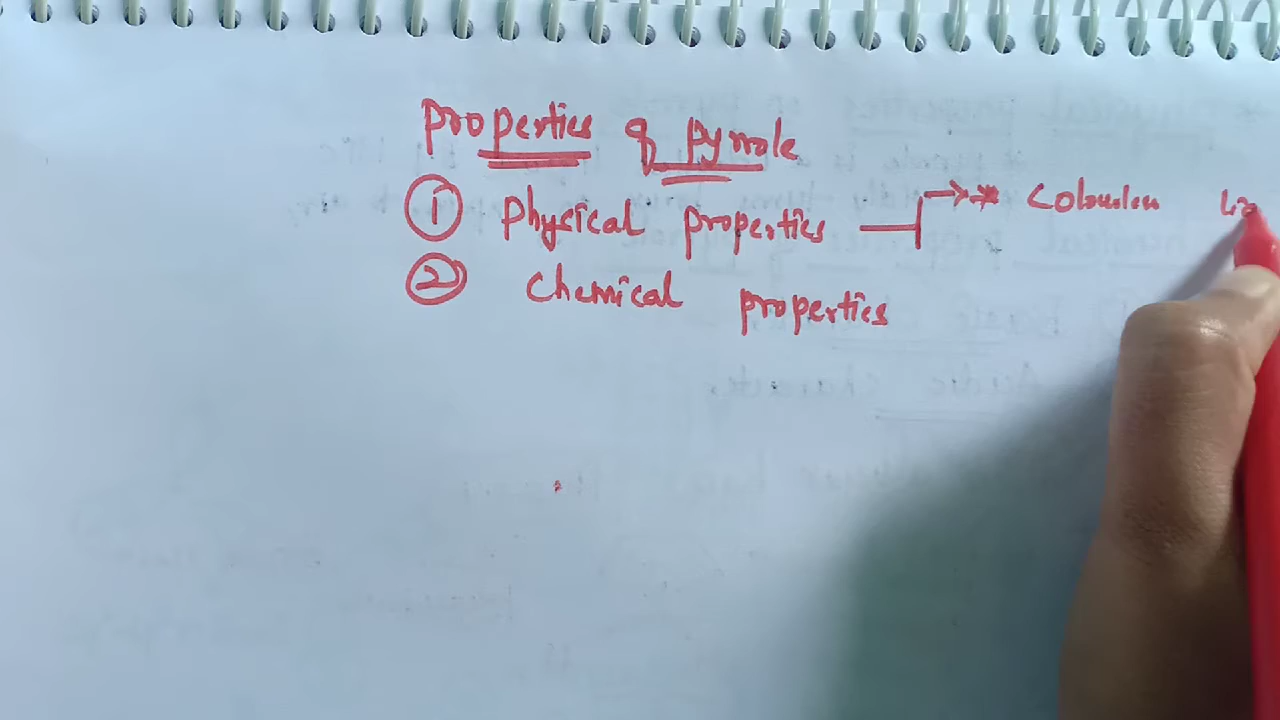 Properties of pyrrole
① Physical properties → * Colourless
② Chemical properties